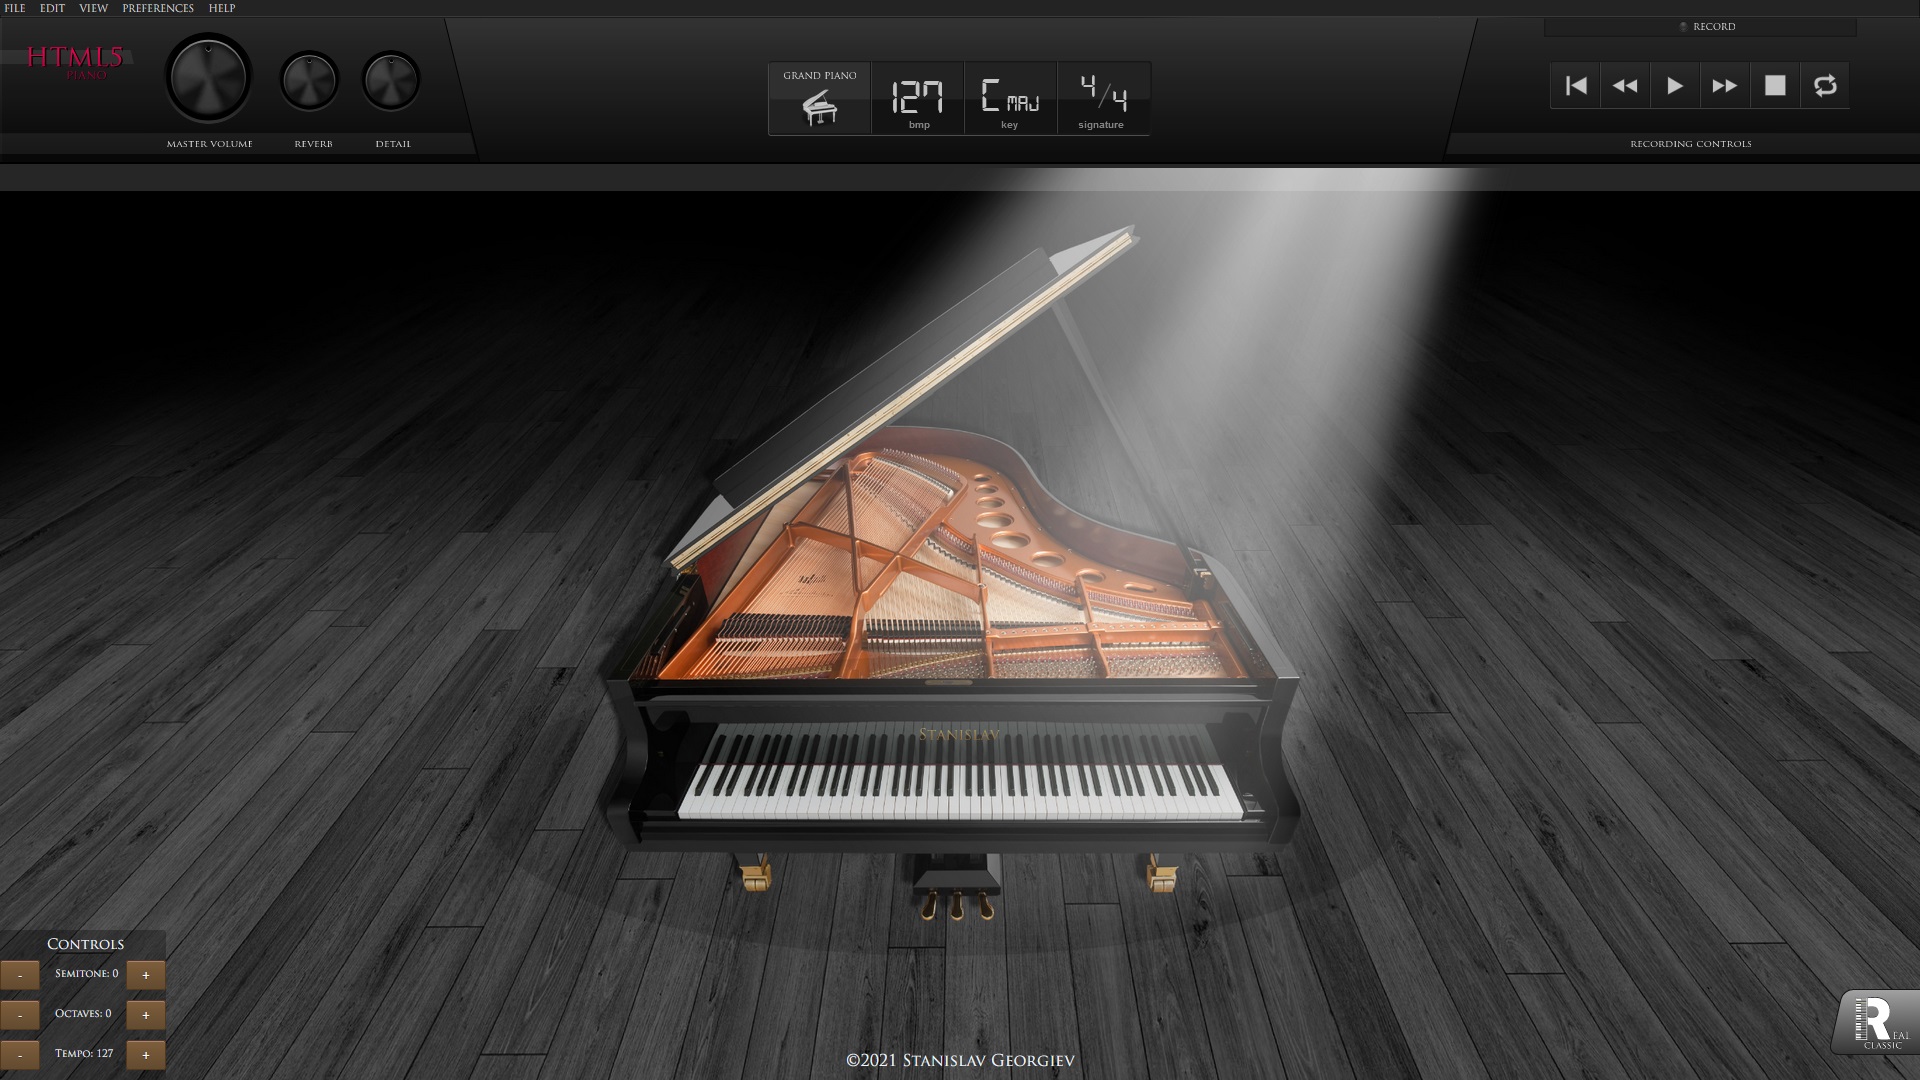 FILE EDIT VIEW PREFERENCES HELP
HTML5
PIANO
MASTER VOLUME
REVERB
DETAIL
GRAND PIANO
127
bmp
C MAJ
key
4/4
signature
RECORD
RECORDING CONTROLS
STANISLAV
CONTROLS
- SEMITONE: 0 +
- OCTAVES: 0 +
- TEMPO: 127 +
©2021 STANISLAV GEORGIEV
REAL
CLASSIC